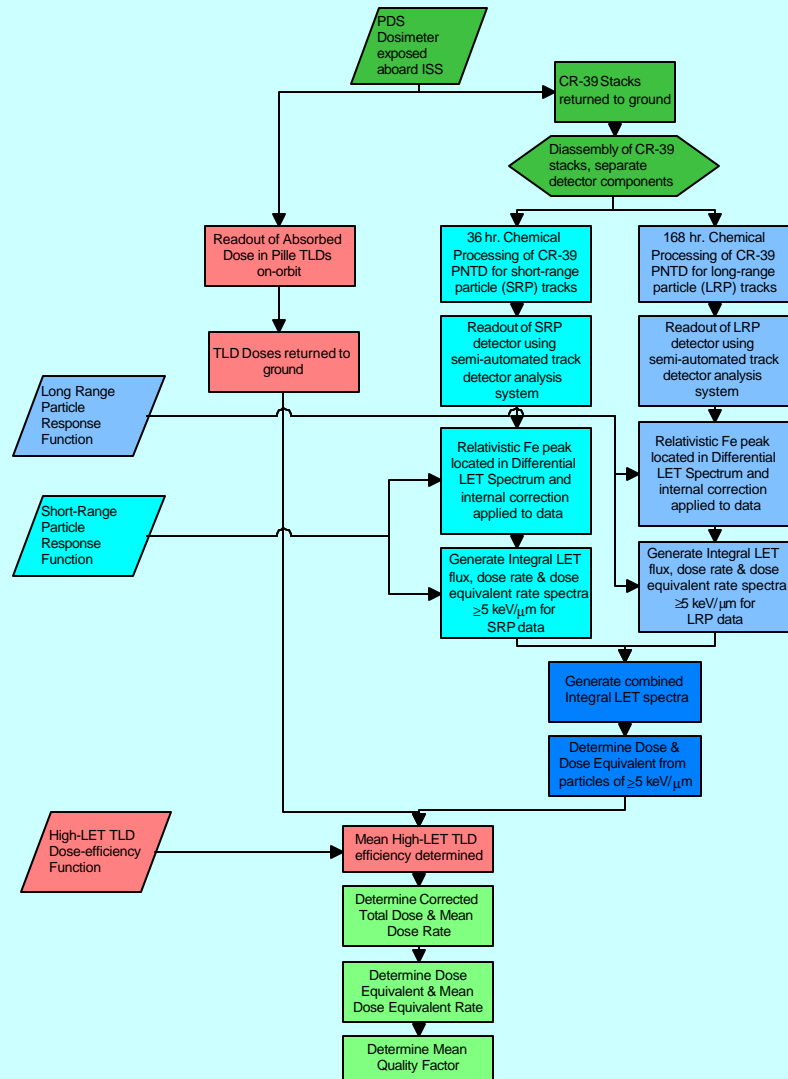 PDS
Dosimeter
exposed
aboard ISS
CR-39 Stacks
returned to ground
Diassembly of CR-39
stacks, separate
detector components
Readout of Absorbed
Dose in Pille TLDs
on-orbit
36 hr. Chemical
Processing of CR-39
PNTD for short-range
particle (SRP) tracks
168 hr. Chemical
Processing of CR-39
PNTD for long-range
particle (LRP) tracks
TLD Doses returned to
ground
Readout of SRP
detector using
semi-automated track
detector analysis
system
Readout of LRP
detector using
semi-automated track
detector analysis
system
Long Range
Particle
Response
Function
Relativistic Fe peak
located in Differential
LET Spectrum and
internal correction
applied to data
Relativistic Fe peak
located in Differential
LET Spectrum and
internal correction
applied to data
Short-Range
Particle
Response
Function
Generate Integral LET
flux, dose rate & dose
equivalent rate spectra
≥5 keV/μm for
SRP data
Generate Integral LET
flux, dose rate & dose
equivalent rate spectra
≥5 keV/μm for
LRP data
Generate combined
Integral LET spectra
Determine Dose &
Dose Equivalent from
particles of ≥5 keV/μm
High-LET TLD
Dose-efficiency
Function
Mean High-LET TLD
efficiency determined
Determine Corrected
Total Dose & Mean
Dose Rate
Determine Dose
Equivalent & Mean
Dose Equivalent Rate
Determine Mean
Quality Factor